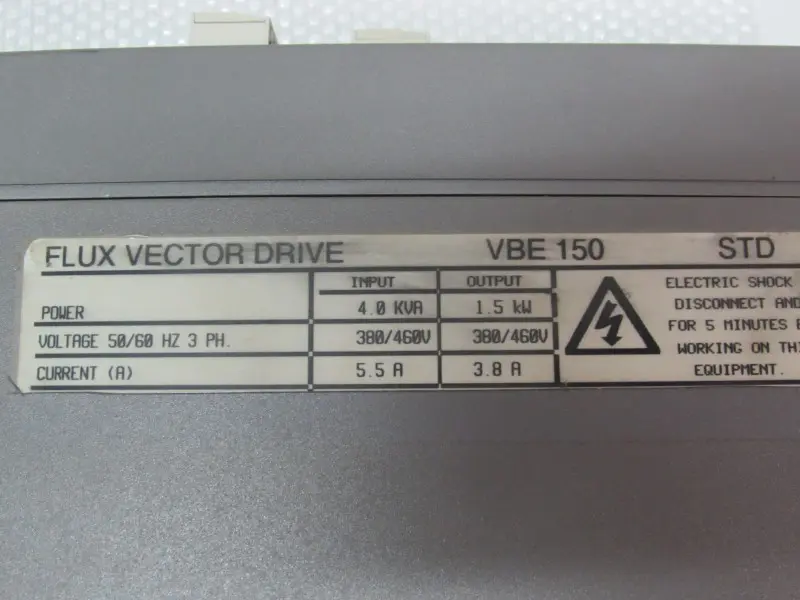 FLUX VECTOR DRIVE VBE 150 STD
INPUT OUTPUT
POWER 4.0 KVA 1.5 kW
VOLTAGE 50/60 HZ 3 PH. 380/460V 380/460V
CURRENT (A) 5.5 A 3.8 A
ELECTRIC SHOCK
DISCONNECT AND
FOR 5 MINUTES
WORKING ON
EQUIPMENT.